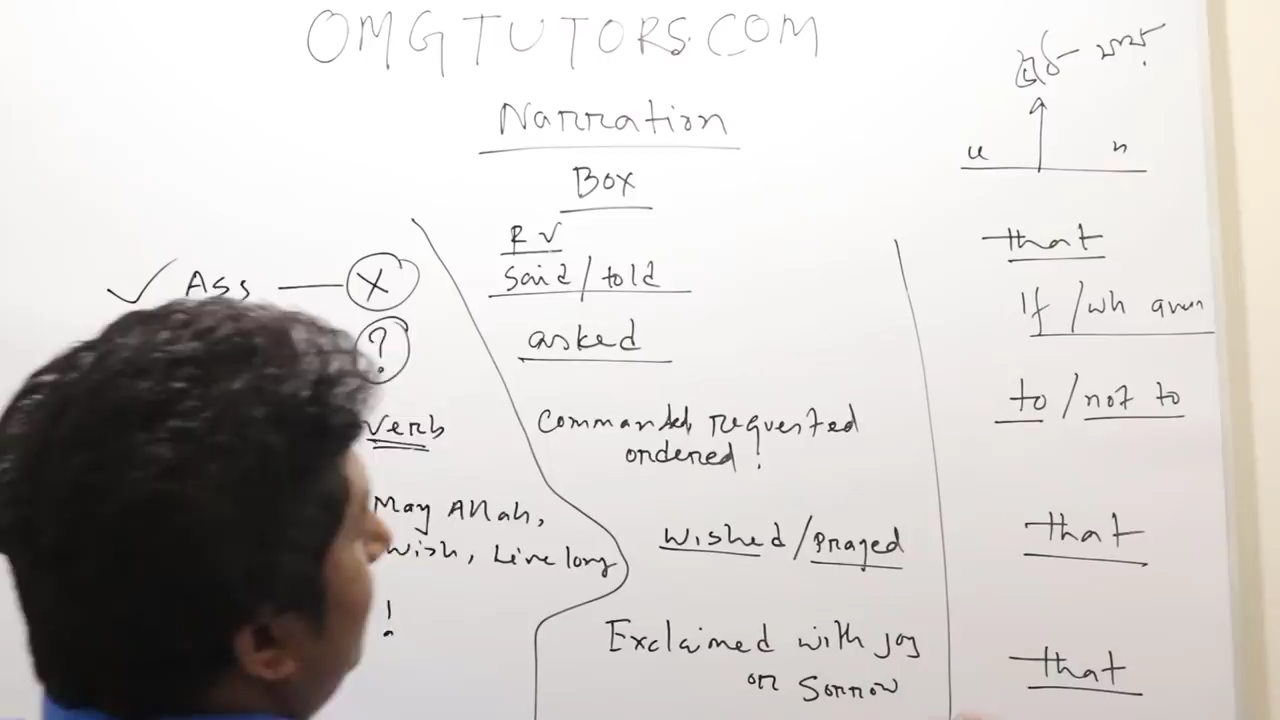 OMGTUTORS.COM
Narration
Box
u n
✓ Ass — X
RV
said / told
that
?
asked
If / wh
Verb
Commanded, requested
ordered!
to / not to
May Allah,
wish, Live long
wished / prayed
that
!
Exclaimed with joy
or sorrow
that